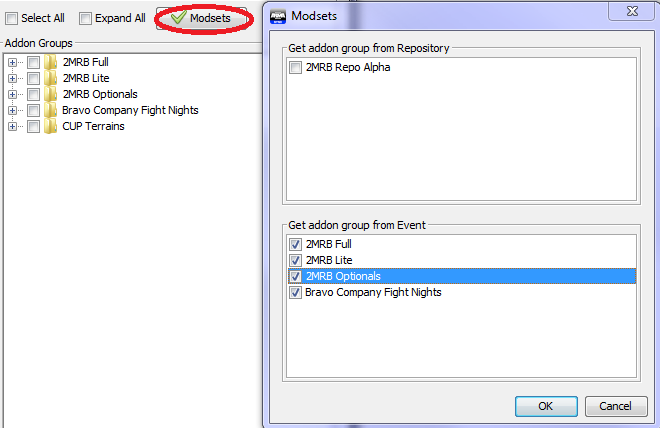 Select All
Expand All
Modsets
Addon Groups
2MRB Full
2MRB Lite
2MRB Optionals
Bravo Company Fight Nights
CUP Terrains
Modsets
Get addon group from Repository
2MRB Repo Alpha
Get addon group from Event
2MRB Full
2MRB Lite
2MRB Optionals
Bravo Company Fight Nights
OK
Cancel